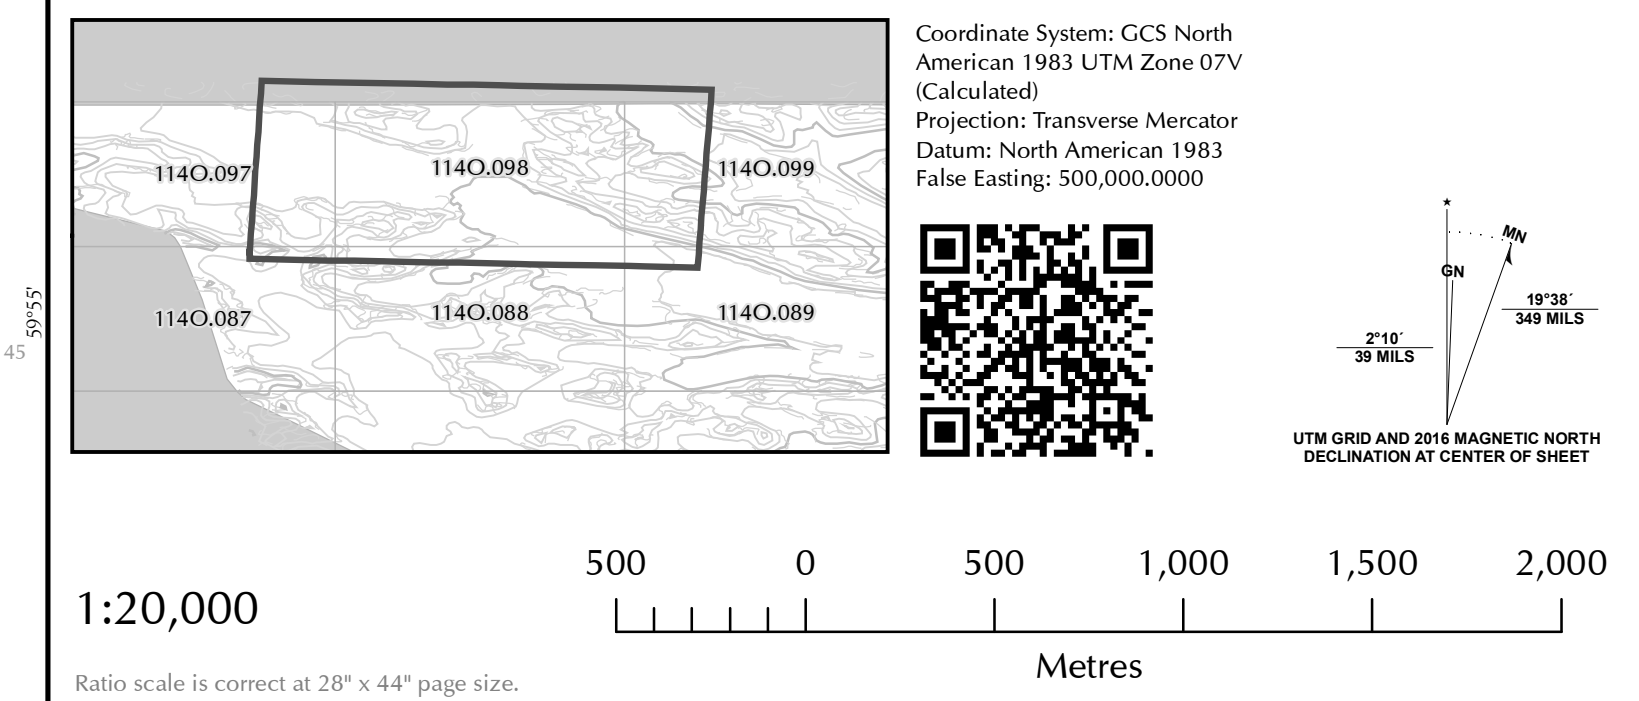 Coordinate System: GCS North
American 1983 UTM Zone 07V
(Calculated)
Projection: Transverse Mercator
Datum: North American 1983
False Easting: 500,000.0000
114O.097
114O.098
114O.099
114O.087
114O.088
114O.089
59°55'
45
MN
GN
19°38´
349 MILS
2°10´
39 MILS
UTM GRID AND 2016 MAGNETIC NORTH
DECLINATION AT CENTER OF SHEET
500 0 500 1,000 1,500 2,000
1:20,000
Metres
Ratio scale is correct at 28" x 44" page size.